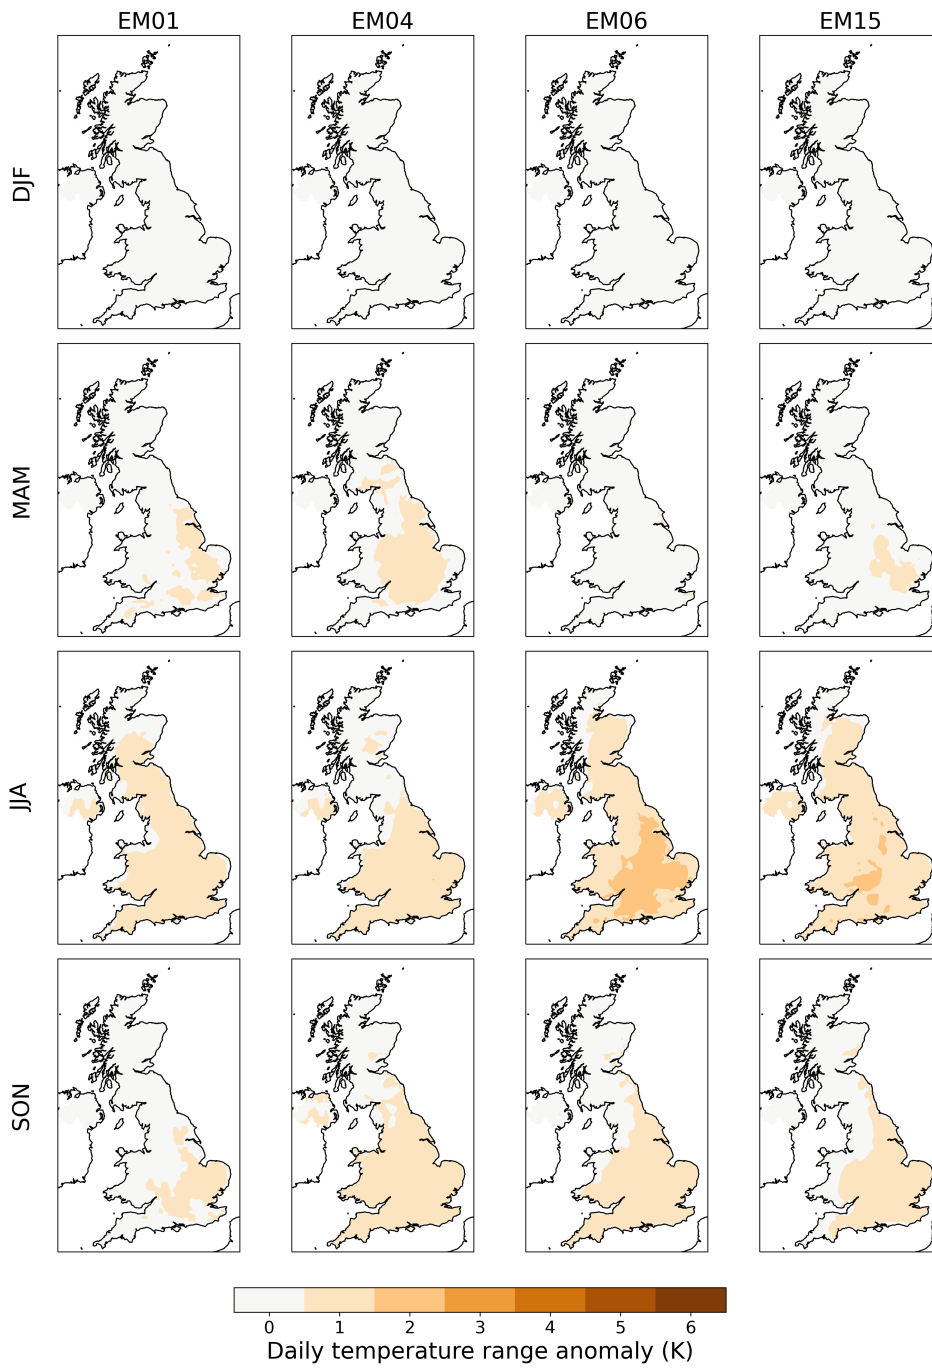 EM01 EM04 EM06 EM15
DJF
MAM
JJA
SON
0 1 2 3 4 5 6
Daily temperature range anomaly (K)